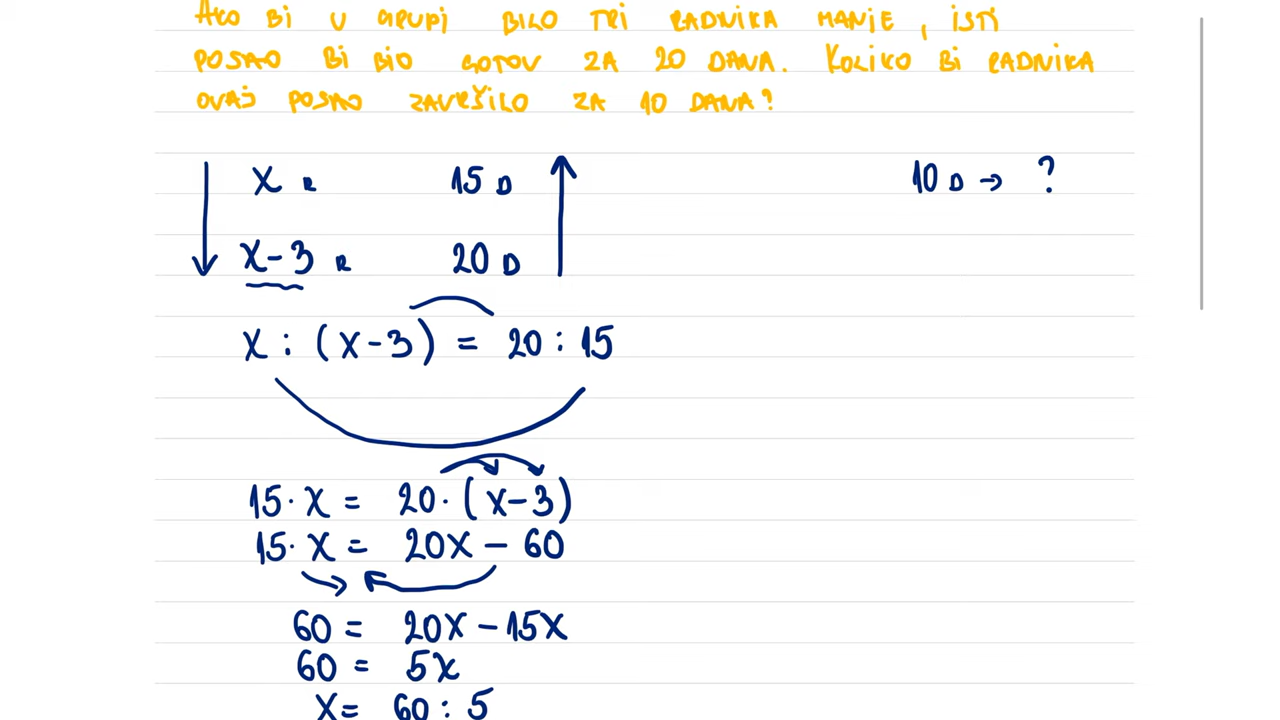 AKO BI U GRUPI BILO TRI RADNIKA MANJE, ISTI
POSAO BI BIO GOTOV ZA 20 DANA. KOLIKO BI RADNIKA
OVAJ POSAO ZAVRŠILO ZA 10 DANA?
X R 15 D 10 D → ?
X-3 R 20 D
X : (X-3) = 20 : 15
15 · X = 20 · (X-3)
15 · X = 20X - 60
60 = 20X - 15X
60 = 5X
X = 60 : 5